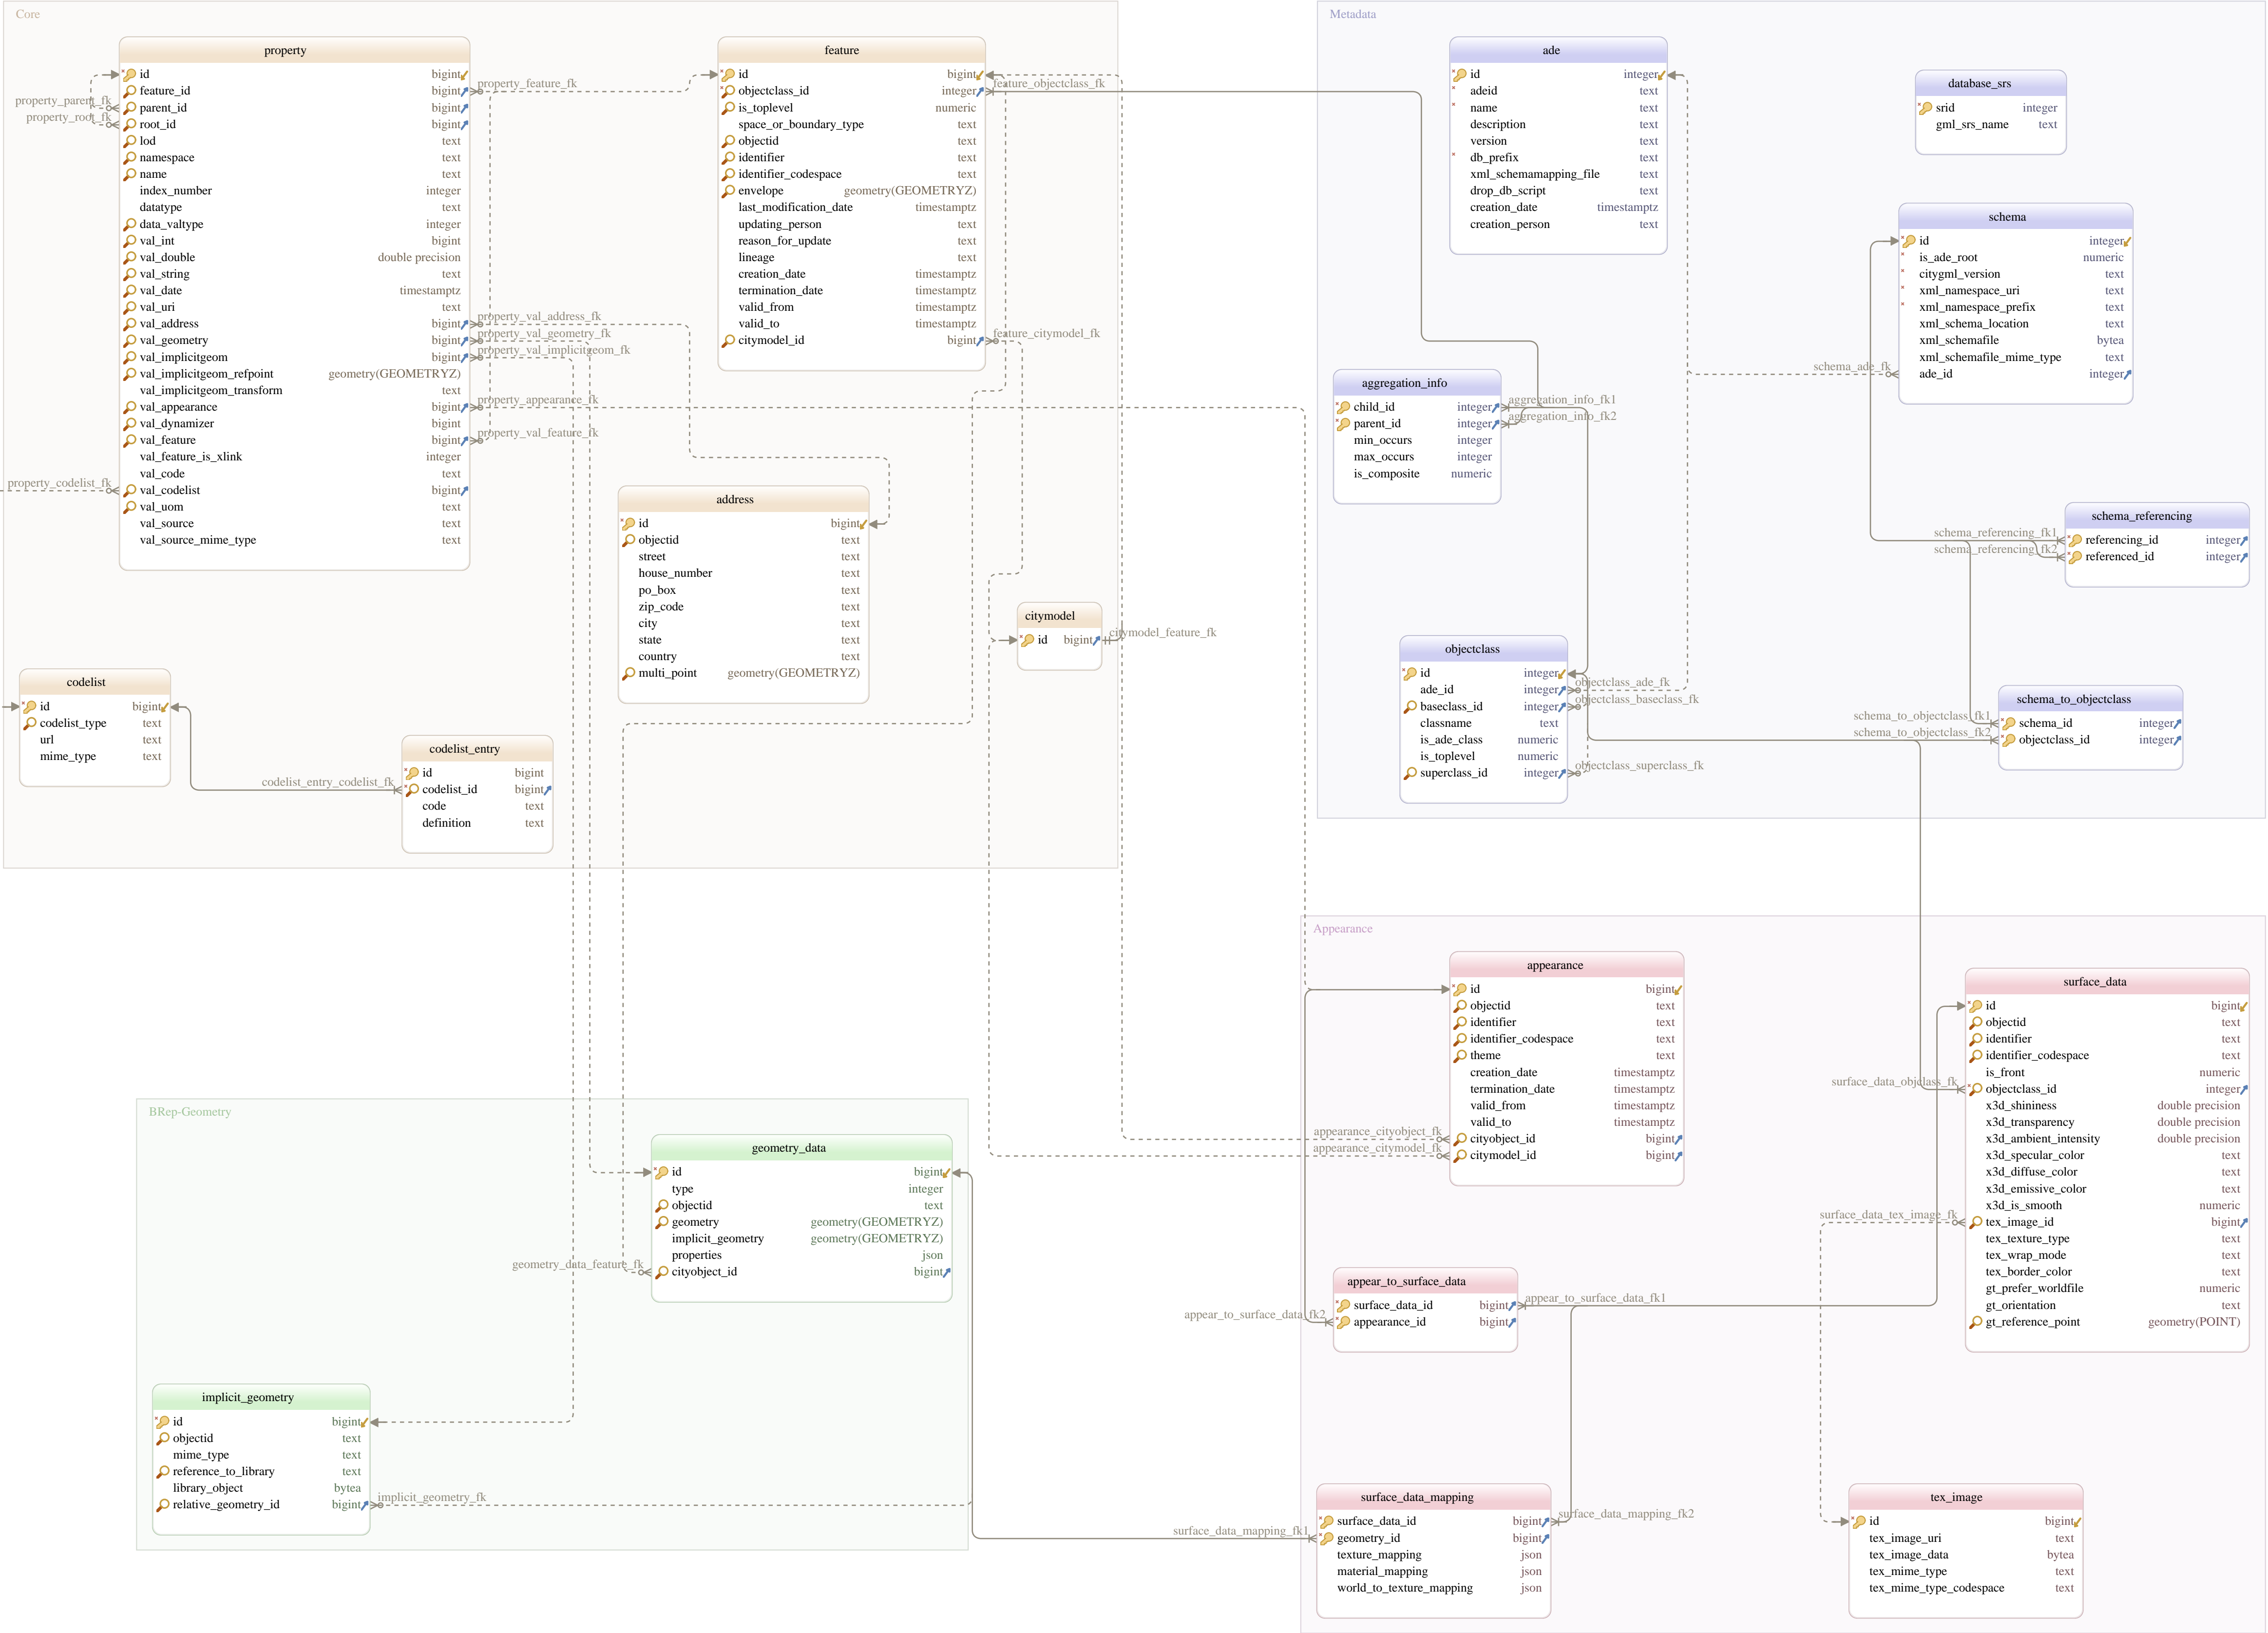 Core
property
id bigint
feature_id bigint
parent_id bigint
root_id bigint
lod text
namespace text
name text
index_number integer
datatype text
data_valtype integer
val_int bigint
val_double double precision
val_string text
val_date timestamptz
val_uri text
val_address bigint
val_geometry bigint
val_implicitgeom bigint
val_implicitgeom_refpoint geometry(GEOMETRYZ)
val_implicitgeom_transform text
val_appearance bigint
val_dynamizer bigint
val_feature bigint
val_feature_is_xlink integer
val_code text
val_codelist bigint
val_uom text
val_source text
val_source_mime_type text
property_parent_fk
property_root_fk
property_codelist_fk
property_feature_fk
property_val_address_fk
property_val_geometry_fk
property_val_implicitgeom_fk
property_appearance_fk
property_val_feature_fk
feature
id bigint
objectclass_id integer
is_toplevel numeric
space_or_boundary_type text
objectid text
identifier text
identifier_codespace text
envelope geometry(GEOMETRYZ)
last_modification_date timestamptz
updating_person text
reason_for_update text
lineage text
creation_date timestamptz
termination_date timestamptz
valid_from timestamptz
valid_to timestamptz
citymodel_id bigint
feature_objectclass_fk
feature_citymodel_fk
address
id bigint
objectid text
street text
house_number text
po_box text
zip_code text
city text
state text
country text
multi_point geometry(GEOMETRYZ)
citymodel
id bigint
citymodel_feature_fk
codelist
id bigint
codelist_type text
url text
mime_type text
codelist_entry
id bigint
codelist_id bigint
code text
definition text
codelist_entry_codelist_fk
Metadata
ade
id integer
adeid text
name text
description text
version text
db_prefix text
xml_schemamapping_file text
drop_db_script text
creation_date timestamptz
creation_person text
database_srs
srid integer
gml_srs_name text
schema
id integer
is_ade_root numeric
citygml_version text
xml_namespace_uri text
xml_namespace_prefix text
xml_schema_location text
xml_schemafile bytea
xml_schemafile_mime_type text
ade_id integer
schema_ade_fk
aggregation_info
child_id integer
parent_id integer
min_occurs integer
max_occurs integer
is_composite numeric
aggregation_info_fk1
aggregation_info_fk2
schema_referencing
referencing_id integer
referenced_id integer
schema_referencing_fk1
schema_referencing_fk2
objectclass
id integer
ade_id integer
baseclass_id integer
classname text
is_ade_class numeric
is_toplevel numeric
superclass_id integer
objectclass_ade_fk
objectclass_baseclass_fk
objectclass_superclass_fk
schema_to_objectclass
schema_id integer
objectclass_id integer
schema_to_objectclass_fk1
schema_to_objectclass_fk2
BRep-Geometry
geometry_data
id bigint
type integer
objectid text
geometry geometry(GEOMETRYZ)
implicit_geometry geometry(GEOMETRYZ)
properties json
cityobject_id bigint
geometry_data_feature_fk
implicit_geometry
id bigint
objectid text
mime_type text
reference_to_library text
library_object bytea
relative_geometry_id bigint
implicit_geometry_fk
Appearance
appearance
id bigint
objectid text
identifier text
identifier_codespace text
theme text
creation_date timestamptz
termination_date timestamptz
valid_from timestamptz
valid_to timestamptz
cityobject_id bigint
citymodel_id bigint
appearance_cityobject_fk
appearance_citymodel_fk
surface_data
id bigint
objectid text
identifier text
identifier_codespace text
is_front numeric
objectclass_id integer
x3d_shininess double precision
x3d_transparency double precision
x3d_ambient_intensity double precision
x3d_specular_color text
x3d_diffuse_color text
x3d_emissive_color text
x3d_is_smooth numeric
tex_image_id bigint
tex_texture_type text
tex_wrap_mode text
tex_border_color text
gt_prefer_worldfile numeric
gt_orientation text
gt_reference_point geometry(POINT)
surface_data_objclass_fk
surface_data_tex_image_fk
appear_to_surface_data
surface_data_id bigint
appearance_id bigint
appear_to_surface_data_fk1
appear_to_surface_data_fk2
surface_data_mapping
surface_data_id bigint
geometry_id bigint
texture_mapping json
material_mapping json
world_to_texture_mapping json
surface_data_mapping_fk1
surface_data_mapping_fk2
tex_image
id bigint
tex_image_uri text
tex_image_data bytea
tex_mime_type text
tex_mime_type_codespace text